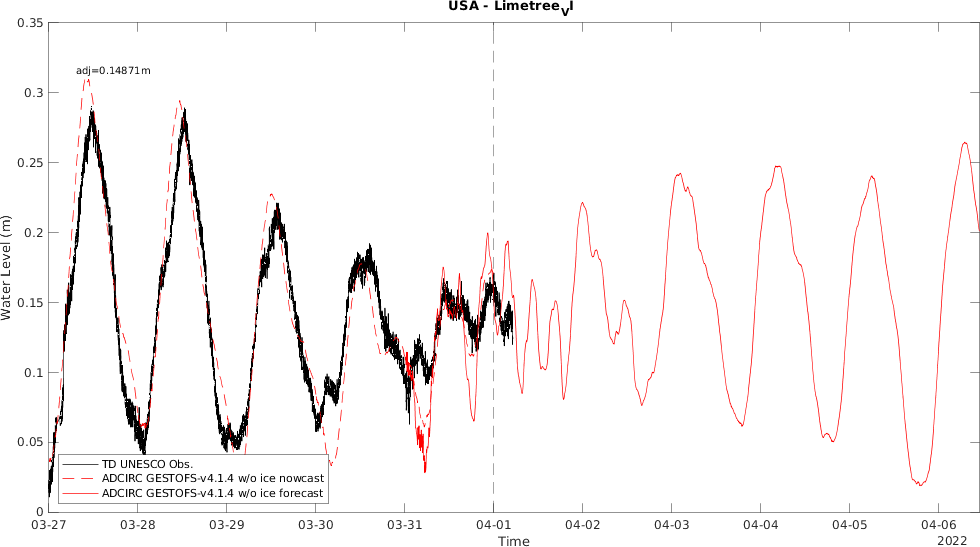 USA - Limetree_VI
adj=0.14871m
0.35
0.3
0.25
0.2
0.15
0.1
0.05
0
Water Level (m)
TD UNESCO Obs.
ADCIRC GESTOFS-v4.1.4 w/o ice nowcast
ADCIRC GESTOFS-v4.1.4 w/o ice forecast
03-27 03-28 03-29 03-30 03-31 04-01 04-02 04-03 04-04 04-05 04-06
Time
2022